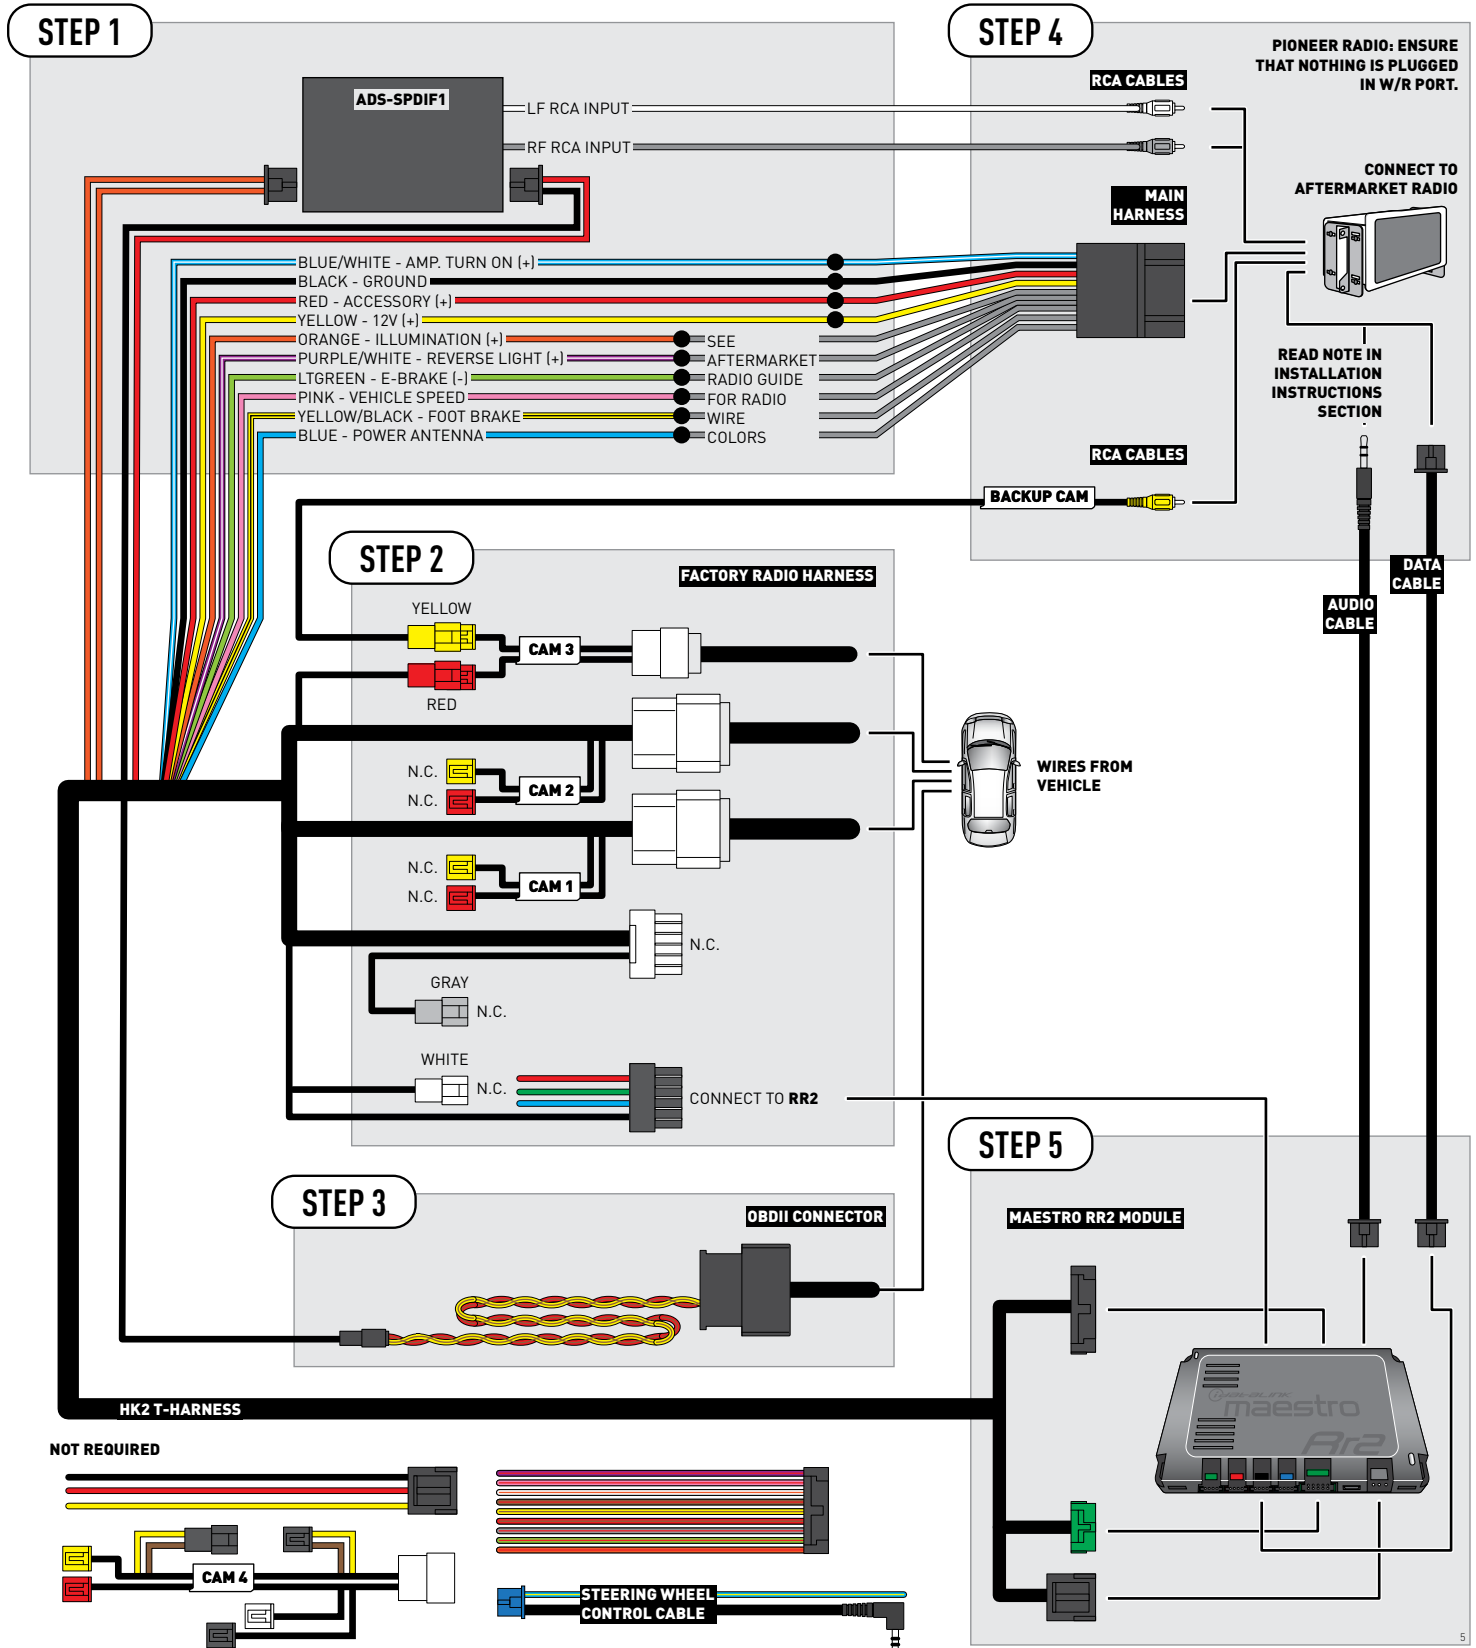 STEP 1
ADS-SPDIF1
LF RCA INPUT
RF RCA INPUT
BLUE/WHITE - AMP. TURN ON (+)
BLACK - GROUND
RED - ACCESSORY (+)
YELLOW - 12V (+)
ORANGE - ILLUMINATION (+)
PURPLE/WHITE - REVERSE LIGHT (+)
LTGREEN - E-BRAKE (-)
PINK - VEHICLE SPEED
YELLOW/BLACK - FOOT BRAKE
BLUE - POWER ANTENNA
SEE
AFTERMARKET
RADIO GUIDE
FOR RADIO
WIRE
COLORS
STEP 4
PIONEER RADIO: ENSURE
THAT NOTHING IS PLUGGED
IN W/R PORT.
RCA CABLES
MAIN
HARNESS
CONNECT TO
AFTERMARKET RADIO
READ NOTE IN
INSTALLATION
INSTRUCTIONS
SECTION
RCA CABLES
BACKUP CAM
AUDIO
CABLE
DATA
CABLE
STEP 2
FACTORY RADIO HARNESS
YELLOW
CAM 3
RED
N.C.
N.C.
CAM 2
N.C.
N.C.
CAM 1
N.C.
GRAY
N.C.
WHITE
N.C.
CONNECT TO RR2
WIRES FROM
VEHICLE
STEP 3
OBDII CONNECTOR
STEP 5
MAESTRO RR2 MODULE
iDATALINK
maestro
Rr2
HK2 T-HARNESS
NOT REQUIRED
CAM 4
STEERING WHEEL
CONTROL CABLE
5